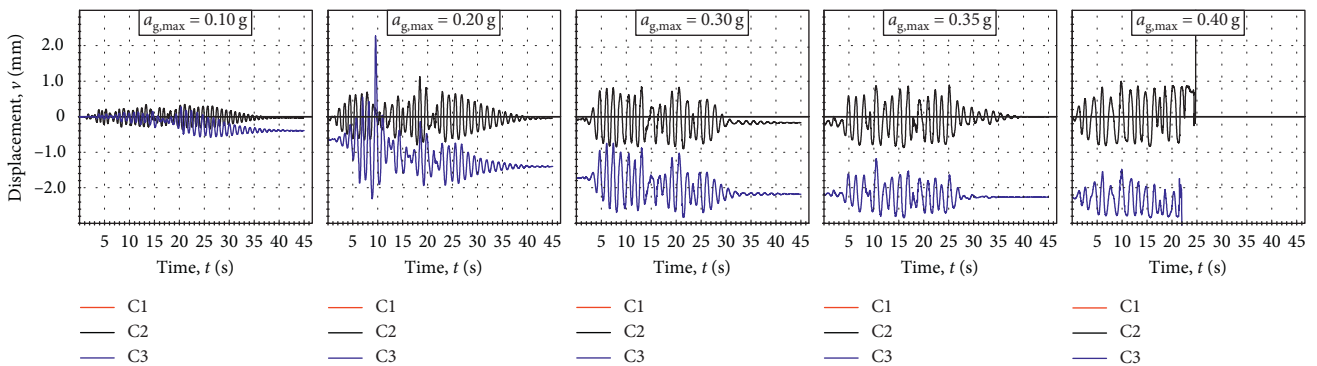 a_g,max = 0.10 g
a_g,max = 0.20 g
a_g,max = 0.30 g
a_g,max = 0.35 g
a_g,max = 0.40 g
Displacement, v (mm)
2.0
1.0
0
–1.0
–2.0
5 10 15 20 25 30 35 40 45
5 10 15 20 25 30 35 40 45
5 10 15 20 25 30 35 40 45
5 10 15 20 25 30 35 40 45
5 10 15 20 25 30 35 40 45
Time, t (s)
Time, t (s)
Time, t (s)
Time, t (s)
Time, t (s)
C1
C2
C3
C1
C2
C3
C1
C2
C3
C1
C2
C3
C1
C2
C3